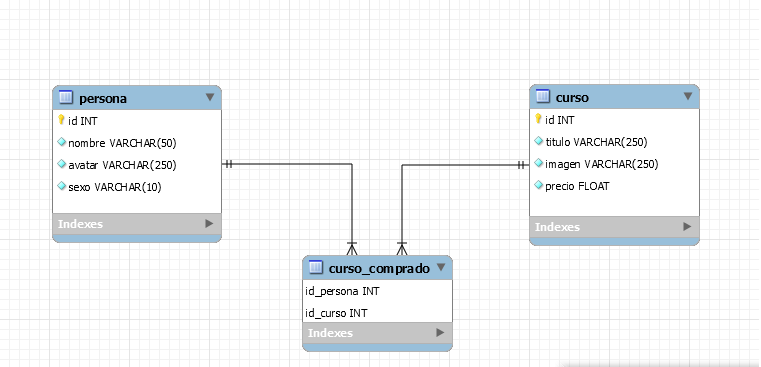 persona
id INT
nombre VARCHAR(50)
avatar VARCHAR(250)
sexo VARCHAR(10)
Indexes
curso
id INT
titulo VARCHAR(250)
imagen VARCHAR(250)
precio FLOAT
Indexes
curso_comprado
id_persona INT
id_curso INT
Indexes